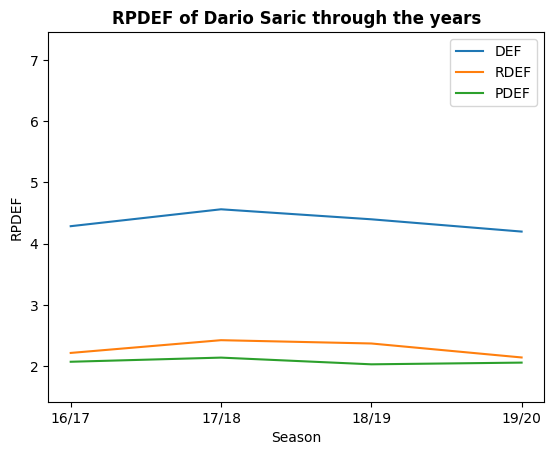 RPDEF of Dario Saric through the years
DEF
RDEF
PDEF
RPDEF
7
6
5
4
3
2
16/17 17/18 18/19 19/20
Season